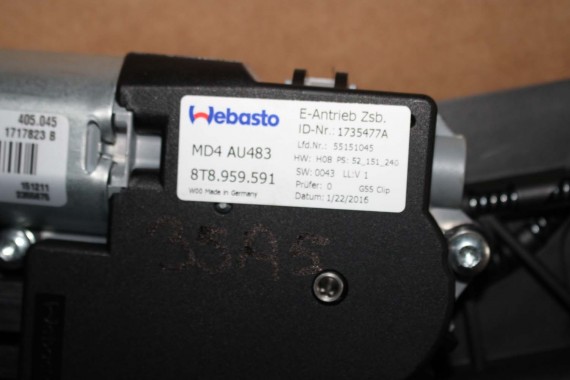 405.045
1717823 B
151211
Webasto
MD4 AU483
8T8.959.591
W00 Made in Germany
E-Antrieb Zsb.
ID-Nr.: 1735477A
Lfd.Nr.: 55151045
HW: H08 PS: 52_151_240
SW: 0043 LL:V 1
Prüfer: 0 GSS Clip
Datum: 1/22/2016
33A5